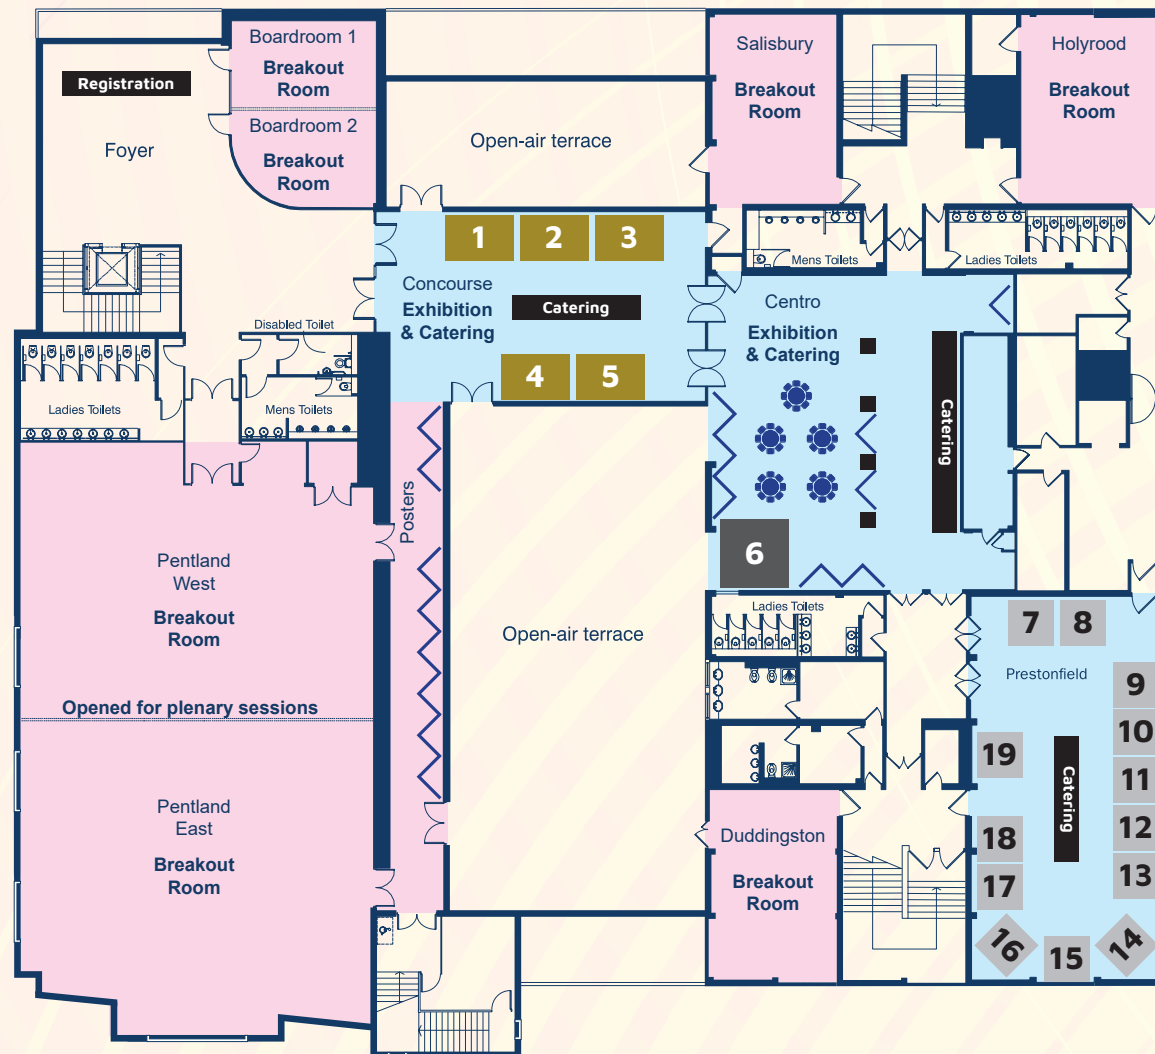 Boardroom 1
Breakout
Room
Registration
Boardroom 2
Breakout
Room
Foyer
Open-air terrace
Salisbury
Breakout
Room
Holyrood
Breakout
Room
1
2
3
Concourse
Exhibition
& Catering
Catering
4
5
Mens Toilets
Ladies Toilets
Centro
Exhibition
& Catering
Catering
6
Disabled Toilet
Ladies Toilets
Mens Toilets
Posters
Pentland
West
Breakout
Room
Opened for plenary sessions
Pentland
East
Breakout
Room
Open-air terrace
Ladies Toilets
Duddingston
Breakout
Room
7
8
Prestonfield
9
10
11
12
13
14
15
16
17
18
19
Catering